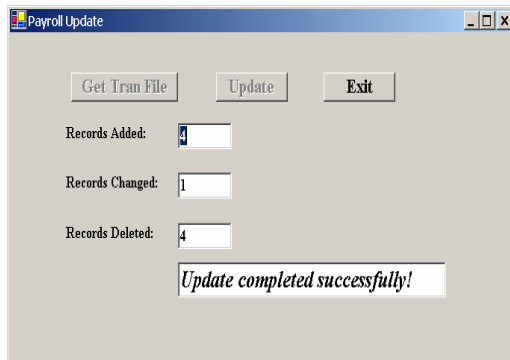 Payroll Update
Get Tran File Update Exit
Records Added: 4
Records Changed: 1
Records Deleted: 4
Update completed successfully!